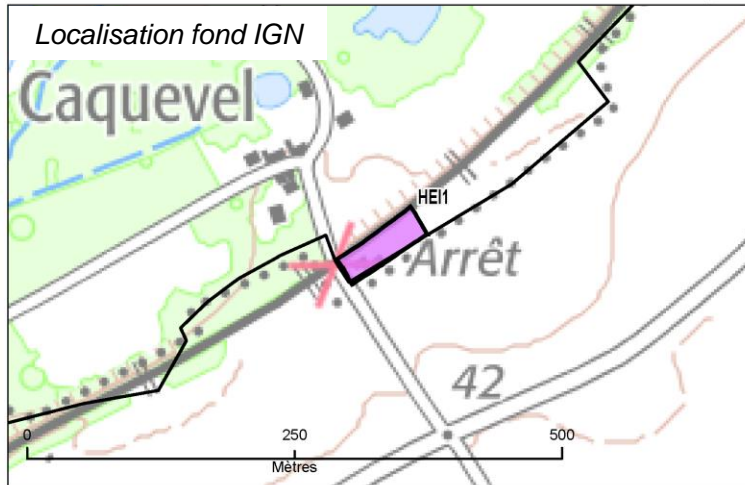 Localisation fond IGN
Caquevel
HEI1
Arrêt
42
0 250 500
Mètres